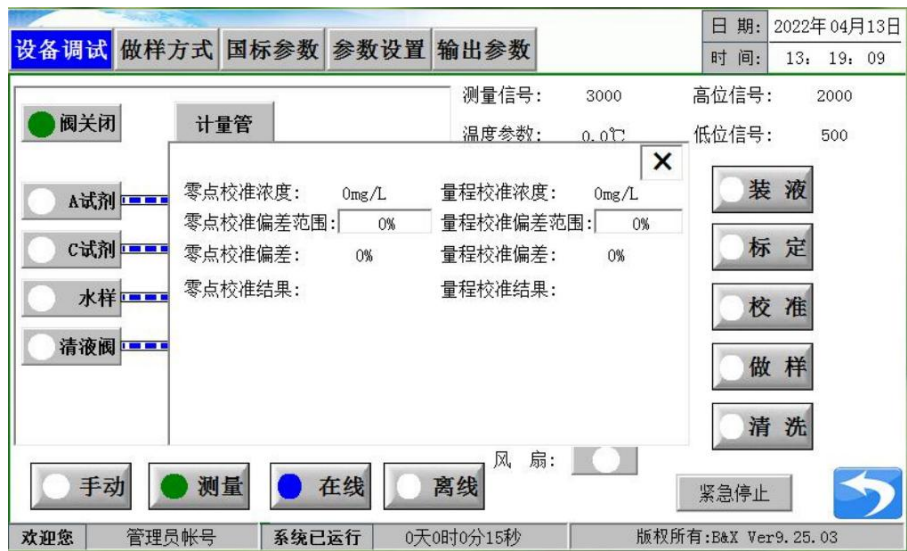 设备调试 做样方式 国标参数 参数设置 输出参数 日 期: 2022年04月13日
时 间: 13: 19: 09
测量信号: 3000 高位信号: 2000
阀关闭 计量管
温度参数: 0.0℃ 低位信号: 500
×
A试剂 零点校准浓度: 0mg/L 量程校准浓度: 0mg/L 装 液
零点校准偏差范围: 0% 量程校准偏差范围: 0%
C试剂 零点校准偏差: 0% 量程校准偏差: 0% 标 定
水样 零点校准结果: 量程校准结果: 校 准
清液阀 做 样
清 洗
风 扇:
手动 测量 在线 离线 紧急停止
欢迎您 管理员帐号 系统已运行 0天0时0分15秒 版权所有:B&X Ver9.25.03